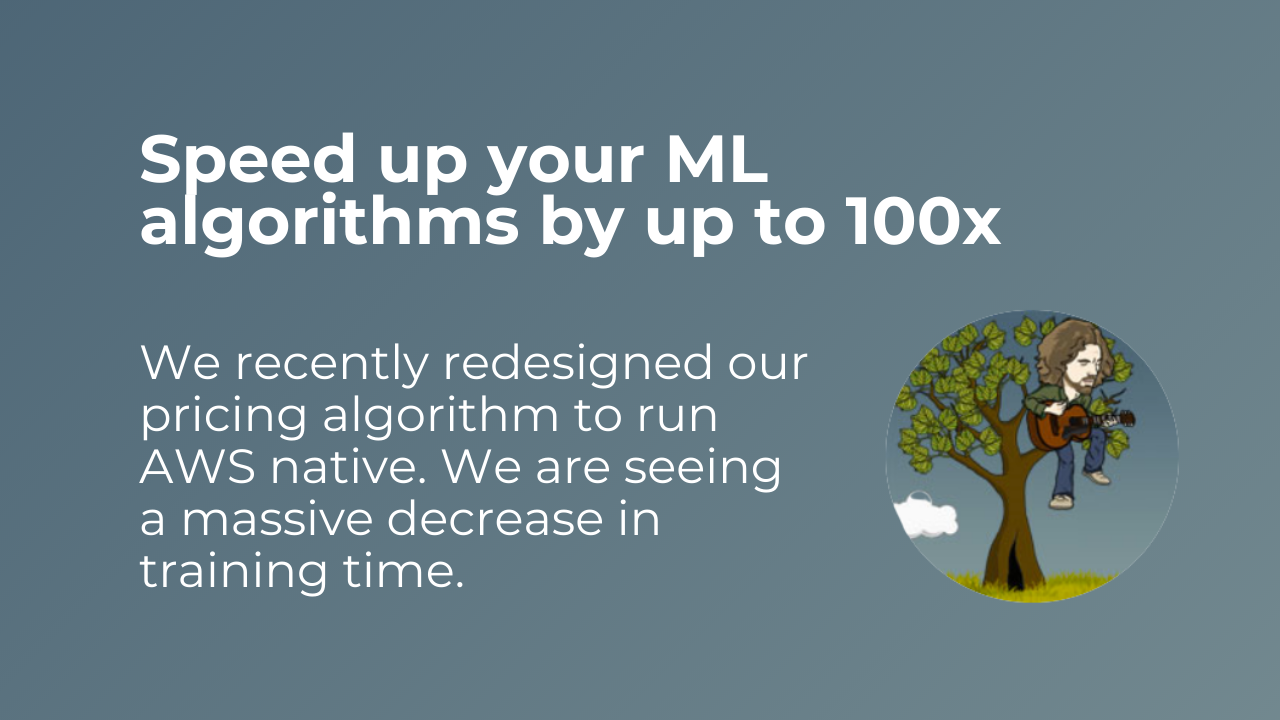 Speed up your ML
algorithms by up to 100x
We recently redesigned our
pricing algorithm to run
AWS native. We are seeing
a massive decrease in
training time.